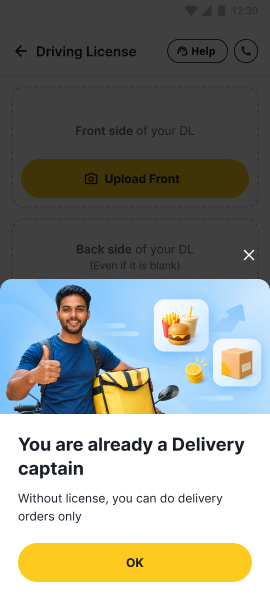 12:30
Driving License
Help
Front side of your DL
Upload Front
Back side of your DL
(Even if it is blank)
You are already a Delivery
captain
Without license, you can do delivery
orders only
OK